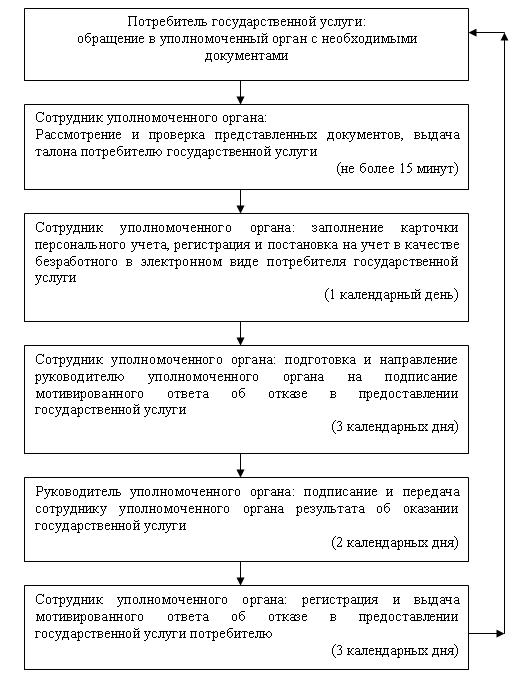 Потребитель государственной услуги:
обращение в уполномоченный орган с необходимыми
документами
Сотрудник уполномоченного органа:
Рассмотрение и проверка представленных документов, выдача
талона потребителю государственной услуги
(не более 15 минут)
Сотрудник уполномоченного органа: заполнение карточки
персонального учета, регистрация и постановка на учет в качестве
безработного в электронном виде потребителя государственной
услуги
(1 календарный день)
Сотрудник уполномоченного органа: подготовка и направление
руководителю уполномоченного органа на подписание
мотивированного ответа об отказе в предоставлении
государственной услуги
(3 календарных дня)
Руководитель уполномоченного органа: подписание и передача
сотруднику уполномоченного органа результата об оказании
государственной услуги
(2 календарных дня)
Сотрудник уполномоченного органа: регистрация и выдача
мотивированного ответа об отказе в предоставлении
государственной услуги потребителю
(3 календарных дня)